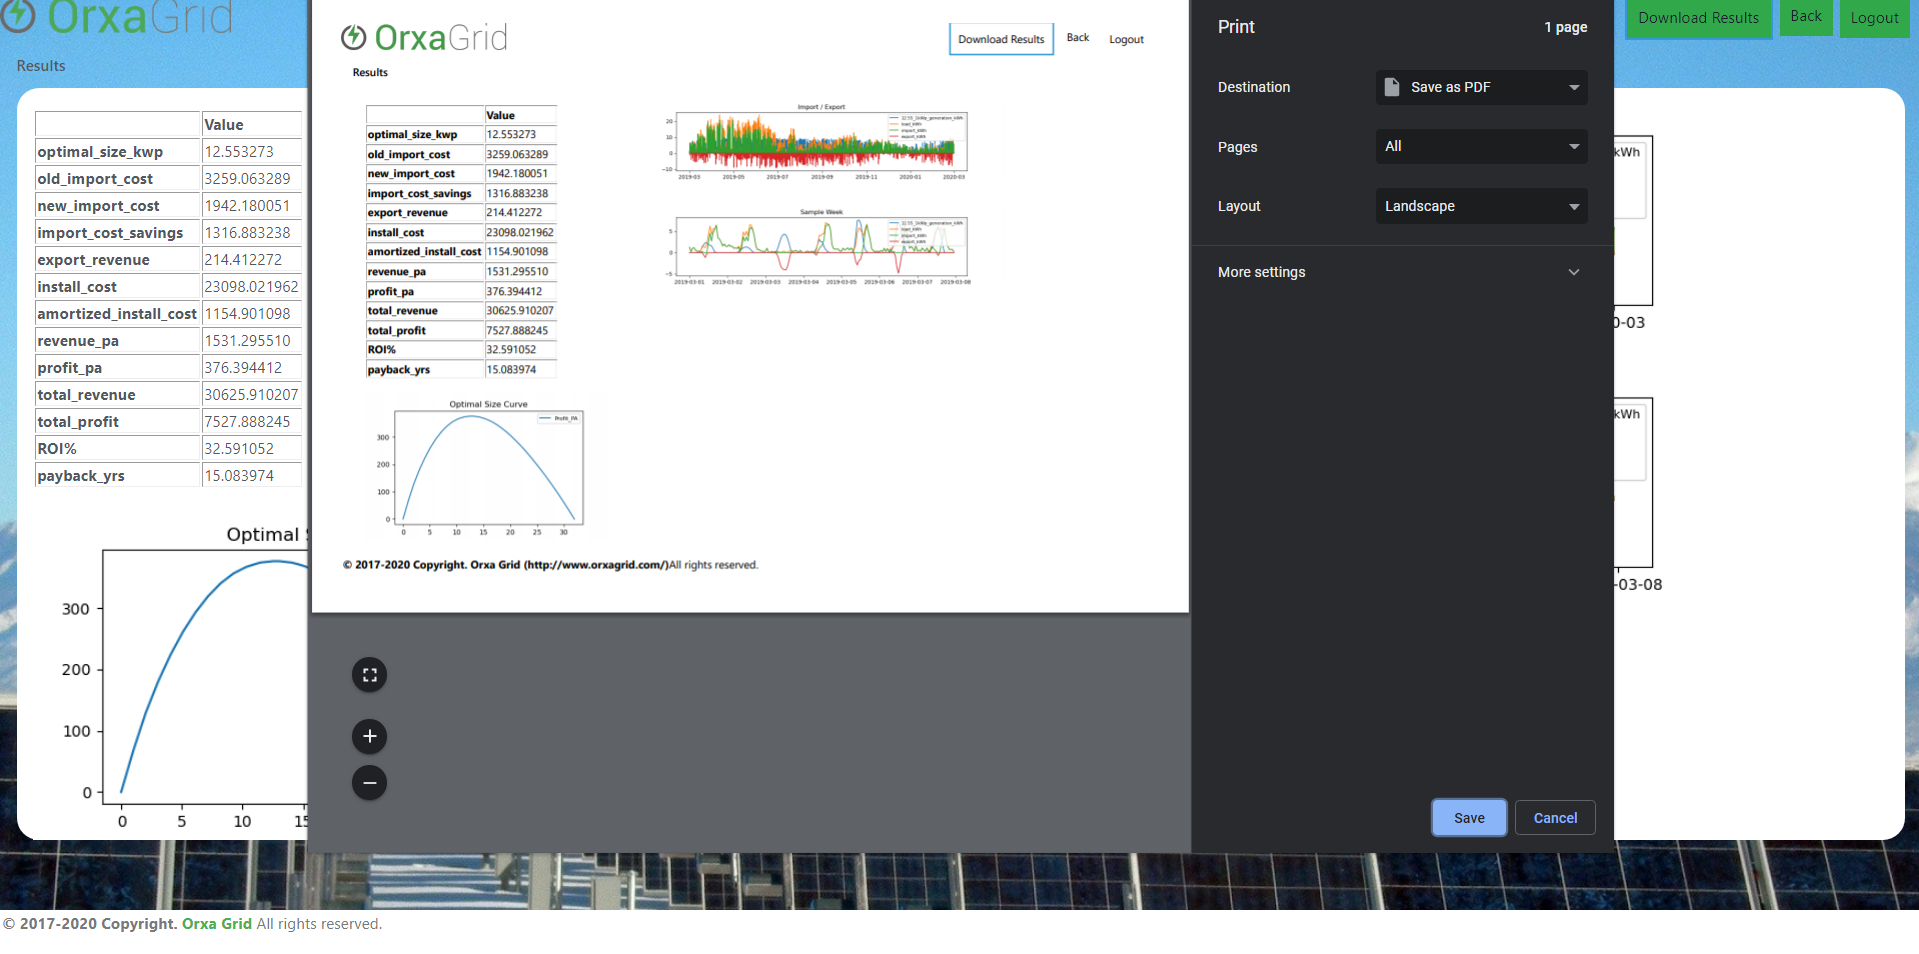 OrxaGrid
Download Results
Back
Logout
Results
Value
optimal_size_kwp 12.553273
old_import_cost 3259.063289
new_import_cost 1942.180051
import_cost_savings 1316.883238
export_revenue 214.412272
install_cost 23098.021962
amortized_install_cost 1154.901098
revenue_pa 1531.295510
profit_pa 376.394412
total_revenue 30625.910207
total_profit 7527.888245
ROI% 32.591052
payback_yrs 15.083974
Optimal S
300
200
100
0
0 5 10 15
© 2017-2020 Copyright. Orxa Grid All rights reserved.
OrxaGrid
Download Results
Back
Logout
Results
Value
optimal_size_kwp 12.553273
old_import_cost 3259.063289
new_import_cost 1942.180051
import_cost_savings 1316.883238
export_revenue 214.412272
install_cost 23098.021962
amortized_install_cost 1154.901098
revenue_pa 1531.295510
profit_pa 376.394412
total_revenue 30625.910207
total_profit 7527.888245
ROI% 32.591052
payback_yrs 15.083974
Optimal Size Curve
Profit_PA
300
200
100
0
0 5 10 15 20 25 30
Import / Export
load_kWh
import_kWh
export_kWh
20
10
0
−10
2019-03 2019-05 2019-07 2019-09 2019-11 2020-01 2020-03
Sample Week
load_kWh
import_kWh
export_kWh
5
0
−5
2019-03-01 2019-03-02 2019-03-03 2019-03-04 2019-03-05 2019-03-06 2019-03-07 2019-03-08
© 2017-2020 Copyright. Orxa Grid (http://www.orxagrid.com/)All rights reserved.
Print
1 page
Destination
Save as PDF
Pages
All
Layout
Landscape
More settings
Save
Cancel
kWh
0-03
kWh
-03-08